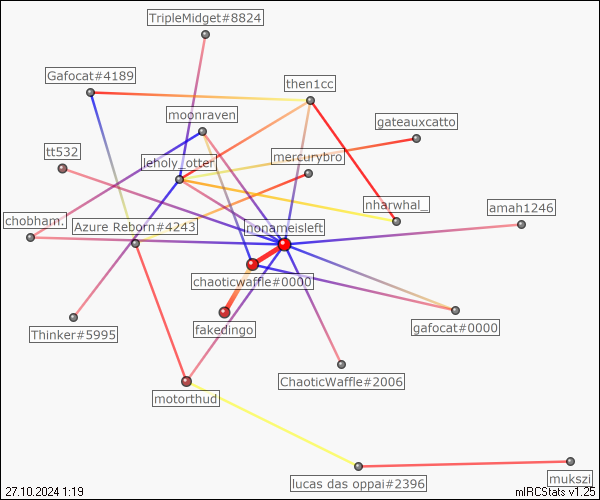 TripleMidget#8824
Gafocat#4189
then1cc
moonraven
gateauxcatto
tt532
leholy_otter
mercurybro
nharwhal_
amah1246
chobham.
Azure Reborn#4243
nonameisleft
chaoticwaffle#0000
Thinker#5995
fakedingo
gafocat#0000
ChaoticWaffle#2006
motorthud
lucas das oppai#2396
mukszi
27.10.2024 1:19
mIRCStats v1.25